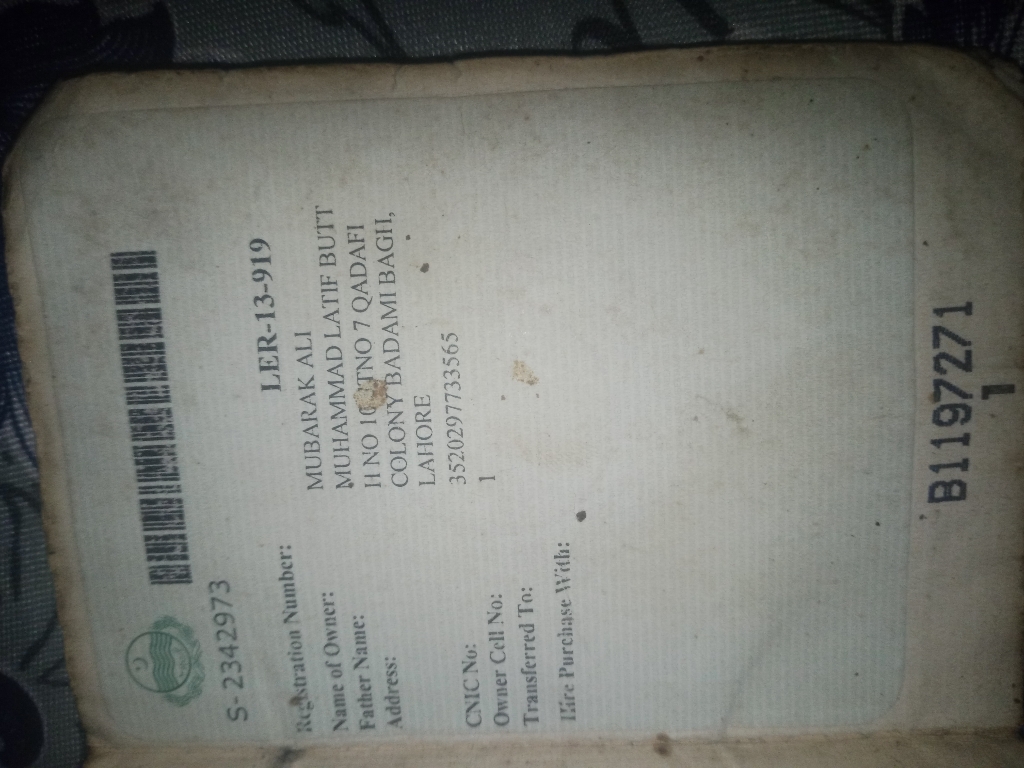 S- 2342973
Registration Number: LER-13-919
Name of Owner: MUBARAK ALI
Father Name: MUHAMMAD LATIF BUTT
Address: H NO 10 STNO 7 QADAFI
COLONY BADAMI BAGH,
LAHORE
CNIC No: 3520297733565
Owner Cell No: 1
Transferred To:
Hire Purchase With:
B1197271
1